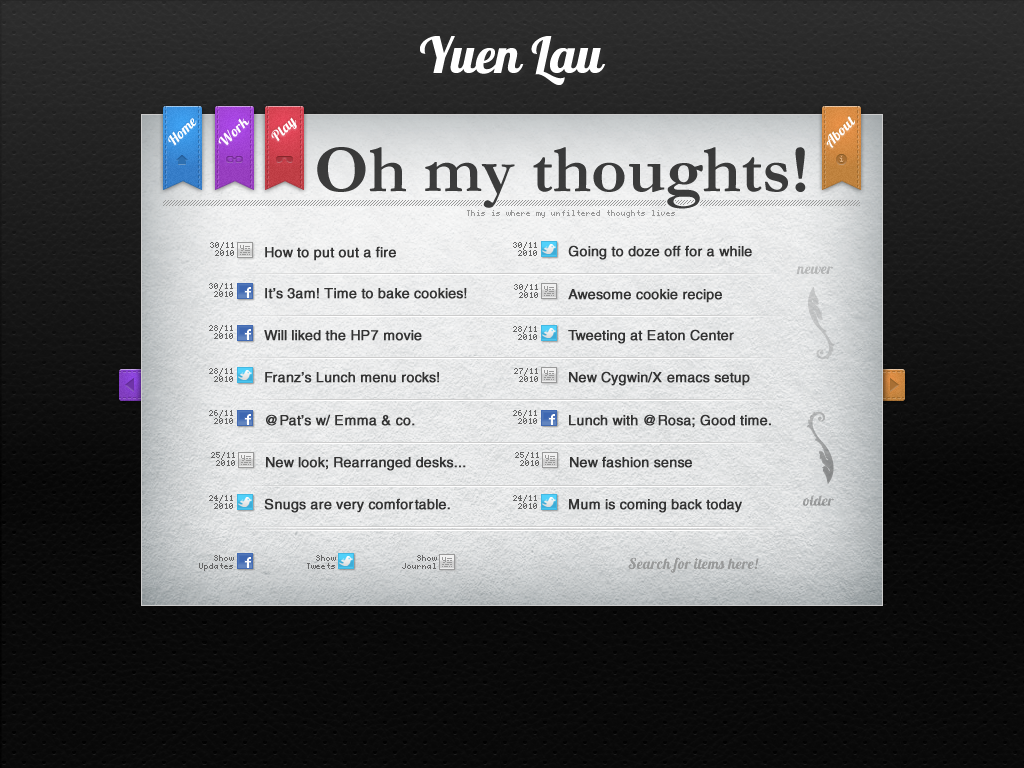 Yuen Lau
Home
Work
Play
About
Oh my thoughts!
This is where my unfiltered thoughts lives
30/11
2010
How to put out a fire
30/11
2010
Going to doze off for a while
newer
30/11
2010
It's 3am! Time to bake cookies!
30/11
2010
Awesome cookie recipe
28/11
2010
Will liked the HP7 movie
28/11
2010
Tweeting at Eaton Center
28/11
2010
Franz's Lunch menu rocks!
27/11
2010
New Cygwin/X emacs setup
26/11
2010
@Pat's w/ Emma & co.
26/11
2010
Lunch with @Rosa; Good time.
25/11
2010
New look; Rearranged desks...
25/11
2010
New fashion sense
24/11
2010
Snugs are very comfortable.
24/11
2010
Mum is coming back today
older
Show
Updates
Show
Tweets
Show
Journal
Search for items here!